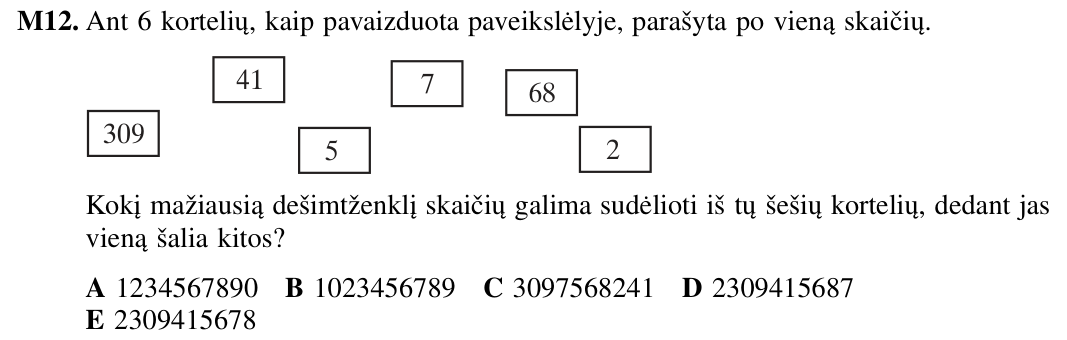 M12. Ant 6 kortelių, kaip pavaizduota paveikslėlyje, parašyta po vieną skaičių.
41
7
68
309
5
2
Kokį mažiausią dešimtženklį skaičių galima sudėlioti iš tų šešių kortelių, dedant jas
vieną šalia kitos?
A 1234567890 B 1023456789 C 3097568241 D 2309415687
E 2309415678